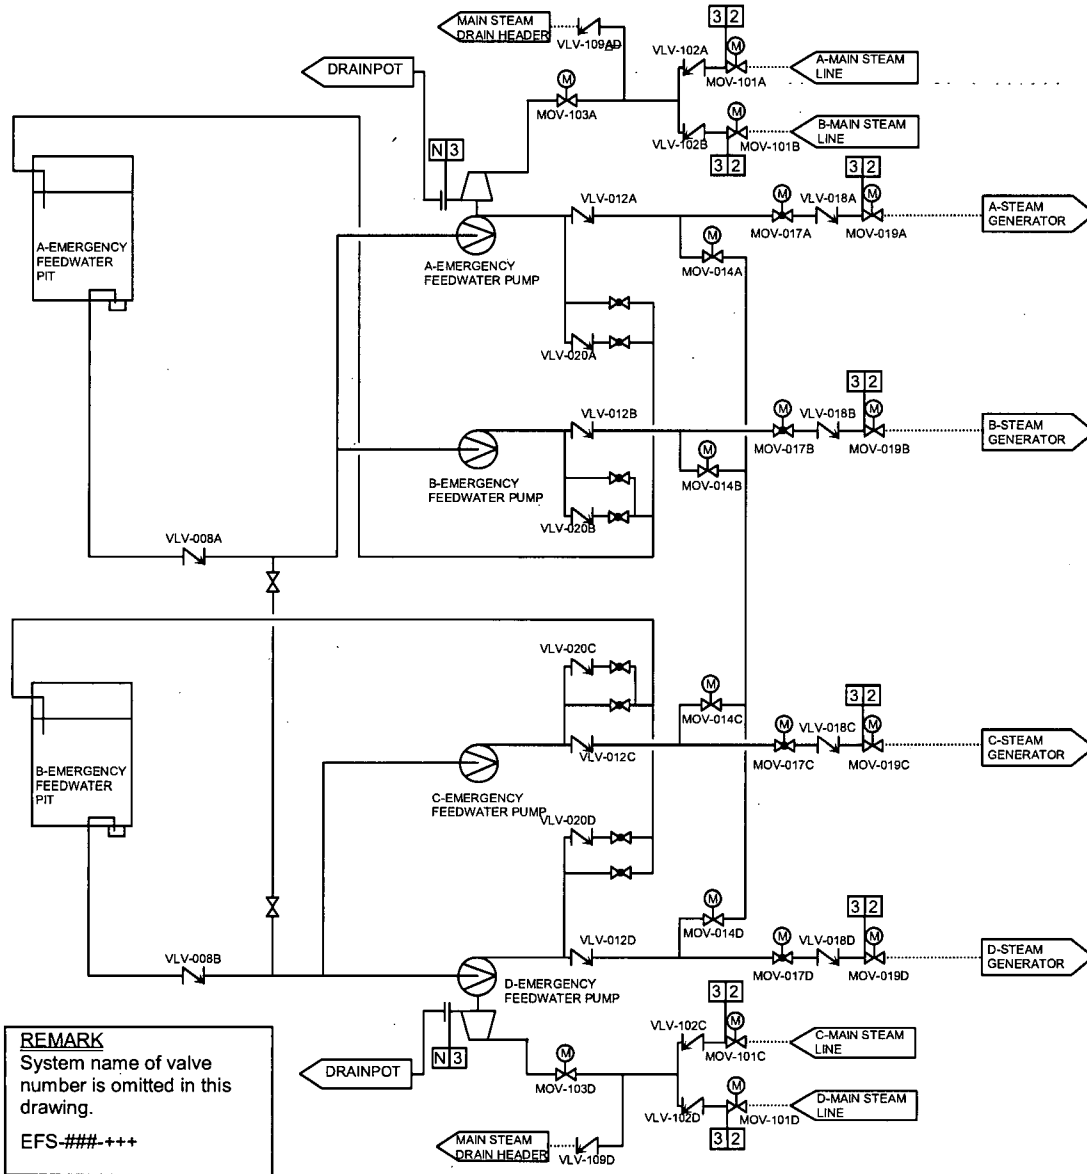 MAIN STEAM
DRAIN HEADER
VLV-109AD
3 2
VLV-102A
M
MOV-101A
A-MAIN STEAM
LINE
DRAINPOT
M
MOV-103A
M
VLV-102B
MOV-101B
B-MAIN STEAM
LINE
3 2
N 3
VLV-012A
3 2
VLV-018A
M
M
MOV-017A
MOV-019A
A-STEAM
GENERATOR
A-EMERGENCY
FEEDWATER
PIT
A-EMERGENCY
FEEDWATER PUMP
M
MOV-014A
VLV-020A
3 2
VLV-012B
VLV-018B
M
M
MOV-017B
MOV-019B
B-STEAM
GENERATOR
B-EMERGENCY
FEEDWATER PUMP
M
MOV-014B
VLV-020B
VLV-008A
VLV-020C
M
MOV-014C
3 2
VLV-018C
M
M
MOV-017C
MOV-019C
C-STEAM
GENERATOR
B-EMERGENCY
FEEDWATER
PIT
VLV-012C
C-EMERGENCY
FEEDWATER PUMP
VLV-020D
M
MOV-014D
3 2
VLV-012D
VLV-018D
M
M
MOV-017D
MOV-019D
D-STEAM
GENERATOR
VLV-008B
D-EMERGENCY
FEEDWATER PUMP
3 2
VLV-102C
M
MOV-101C
C-MAIN STEAM
LINE
N 3
DRAINPOT
M
MOV-103D
M
VLV-102D
MOV-101D
D-MAIN STEAM
LINE
3 2
MAIN STEAM
DRAIN HEADER
VLV-109D
REMARK
System name of valve
number is omitted in this
drawing.
EFS-###-+++